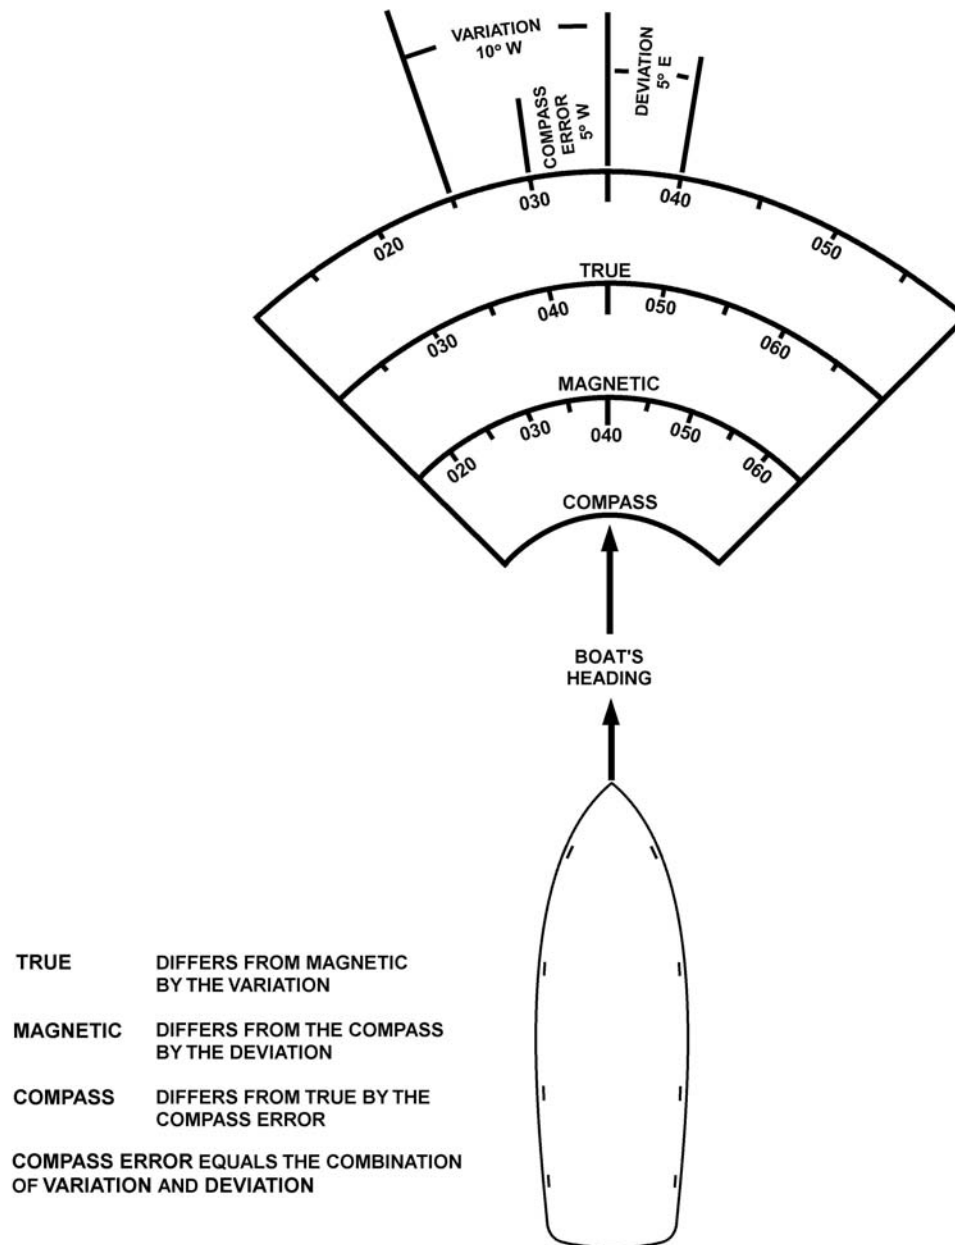 VARIATION
10° W
DEVIATION
5° E
COMPASS
ERROR
5° W
020
030
040
050
TRUE
030
040
050
060
MAGNETIC
020
030
040
050
060
COMPASS
BOAT'S
HEADING
TRUE DIFFERS FROM MAGNETIC
BY THE VARIATION
MAGNETIC DIFFERS FROM THE COMPASS
BY THE DEVIATION
COMPASS DIFFERS FROM TRUE BY THE
COMPASS ERROR
COMPASS ERROR EQUALS THE COMBINATION
OF VARIATION AND DEVIATION